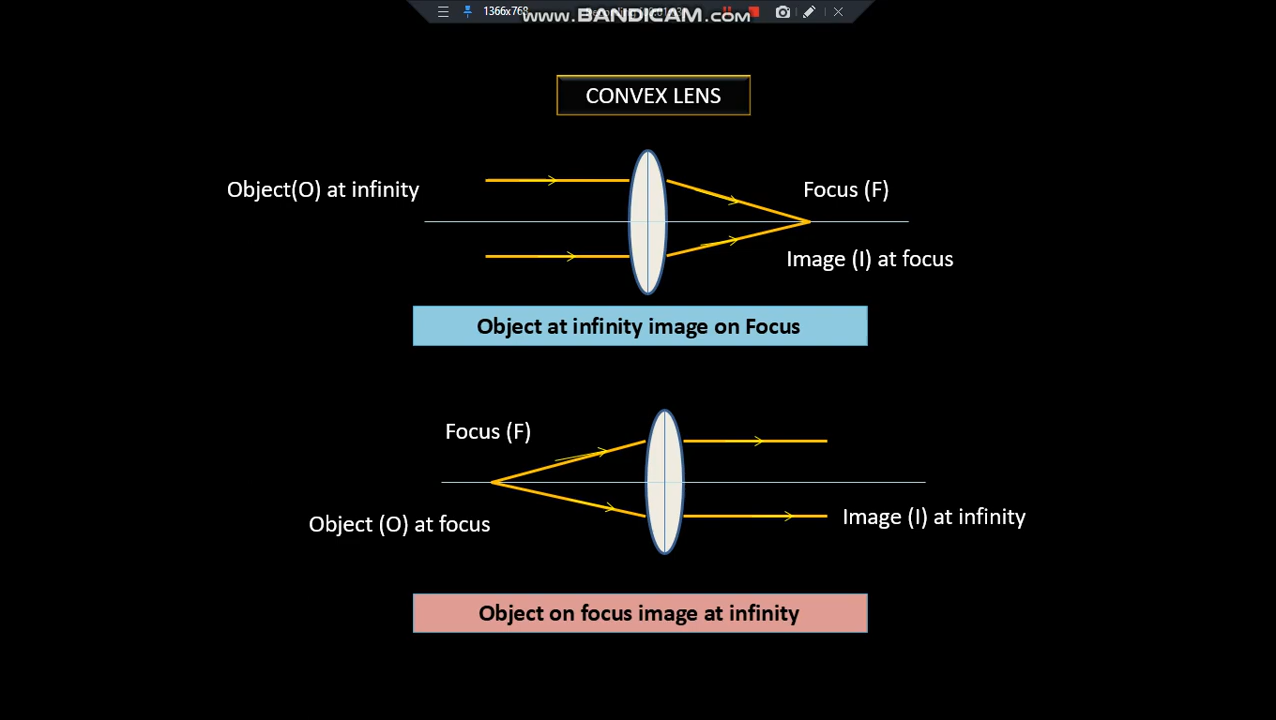 1366x768
www.BANDICAM.com
CONVEX LENS
Object(O) at infinity
Focus (F)
Image (I) at focus
Object at infinity image on Focus
Focus (F)
Object (O) at focus
Image (I) at infinity
Object on focus image at infinity